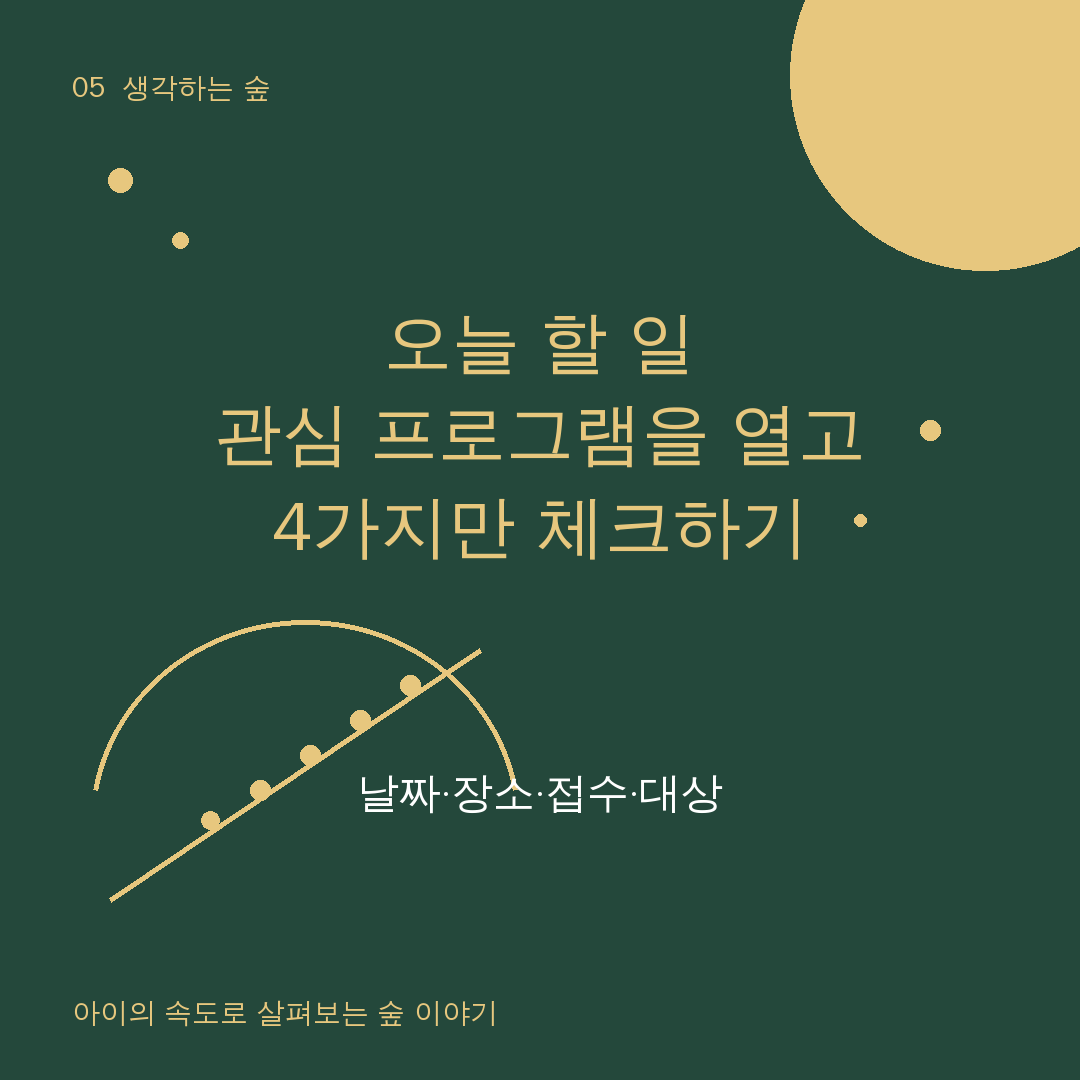 05 생각하는 숲
오늘 할 일
관심 프로그램을 열고
4가지만 체크하기
날짜·장소·접수·대상
아이의 속도로 살펴보는 숲 이야기